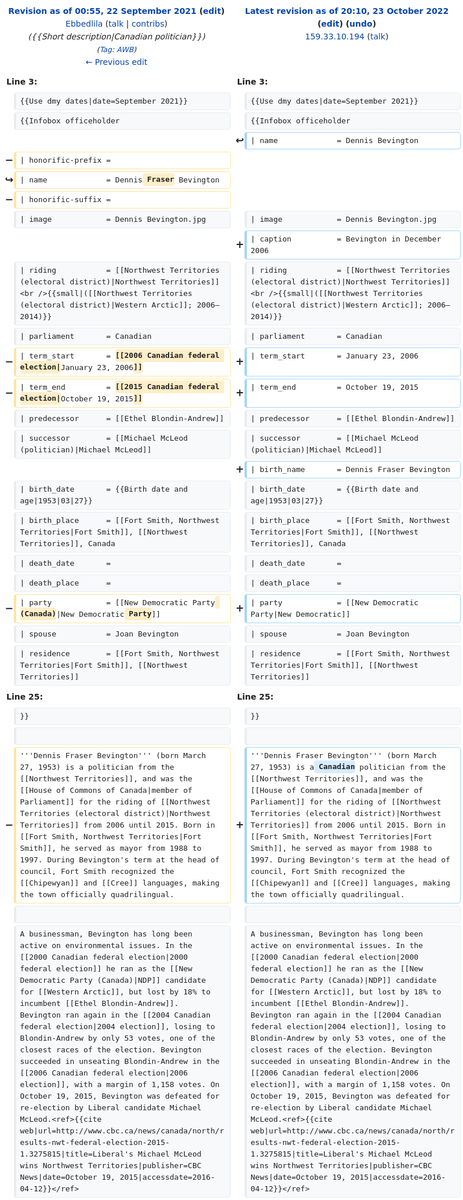 Revision as of 00:55, 22 September 2021 (edit)
Ebbedlila (talk | contribs)
({{Short description|Canadian politician}})
(Tag: AWB)
← Previous edit
Latest revision as of 20:10, 23 October 2022
(edit) (undo)
159.33.10.194 (talk)
Line 3:
Line 3:
{{Use dmy dates|date=September 2021}}
{{Use dmy dates|date=September 2021}}
{{Infobox officeholder
{{Infobox officeholder
↩ | name = Dennis Bevington
− | honorific-prefix =
↪ | name = Dennis Fraser Bevington
− | honorific-suffix =
| image = Dennis Bevington.jpg
| image = Dennis Bevington.jpg
+ | caption = Bevington in December
2006
| riding = [[Northwest Territories
(electoral district)|Northwest Territories]]
<br />{{small|([[Northwest Territories
(electoral district)|Western Arctic]]; 2006–
2014)}}
| riding = [[Northwest Territories
(electoral district)|Northwest Territories]]
<br />{{small|([[Northwest Territories
(electoral district)|Western Arctic]]; 2006–
2014)}}
| parliament = Canadian
| parliament = Canadian
− | term_start = [[2006 Canadian federal
election|January 23, 2006]]
+ | term_start = January 23, 2006
− | term_end = [[2015 Canadian federal
election|October 19, 2015]]
+ | term_end = October 19, 2015
| predecessor = [[Ethel Blondin-Andrew]]
| predecessor = [[Ethel Blondin-Andrew]]
| successor = [[Michael McLeod
(politician)|Michael McLeod]]
| successor = [[Michael McLeod
(politician)|Michael McLeod]]
+ | birth_name = Dennis Fraser Bevington
| birth_date = {{Birth date and
age|1953|03|27}}
| birth_date = {{Birth date and
age|1953|03|27}}
| birth_place = [[Fort Smith, Northwest
Territories|Fort Smith]], [[Northwest
Territories]], Canada
| birth_place = [[Fort Smith, Northwest
Territories|Fort Smith]], [[Northwest
Territories]], Canada
| death_date =
| death_date =
| death_place =
| death_place =
− | party = [[New Democratic Party
(Canada)|New Democratic Party]]
+ | party = [[New Democratic
Party|New Democratic]]
| spouse = Joan Bevington
| spouse = Joan Bevington
| residence = [[Fort Smith, Northwest
Territories|Fort Smith]], [[Northwest
Territories]]
| residence = [[Fort Smith, Northwest
Territories|Fort Smith]], [[Northwest
Territories]]
Line 25:
Line 25:
}}
}}
− '''Dennis Fraser Bevington''' (born March
27, 1953) is a politician from the
[[Northwest Territories]], and was the
[[House of Commons of Canada|member of
Parliament]] for the riding of [[Northwest
Territories (electoral district)|Northwest
Territories]] from 2006 until 2015. Born in
[[Fort Smith, Northwest Territories|Fort
Smith]], he served as mayor from 1988 to
1997. During Bevington's term at the head of
council, Fort Smith recognized the
[[Chipewyan]] and [[Cree]] languages, making
the town officially quadrilingual.
+ '''Dennis Fraser Bevington''' (born March
27, 1953) is a Canadian politician from the
[[Northwest Territories]], and was the
[[House of Commons of Canada|member of
Parliament]] for the riding of [[Northwest
Territories (electoral district)|Northwest
Territories]] from 2006 until 2015. Born in
[[Fort Smith, Northwest Territories|Fort
Smith]], he served as mayor from 1988 to
1997. During Bevington's term at the head of
council, Fort Smith recognized the
[[Chipewyan]] and [[Cree]] languages, making
the town officially quadrilingual.
A businessman, Bevington has long been
active on environmental issues. In the
[[2000 Canadian federal election|2000
federal election]] he ran as the [[New
Democratic Party (Canada)|NDP]] candidate
for [[Western Arctic]], but lost by 18% to
incumbent [[Ethel Blondin-Andrew]].
Bevington ran again in the [[2004 Canadian
federal election|2004 election]], losing to
Blondin-Andrew by only 53 votes, one of the
closest races of the election. Bevington
succeeded in unseating Blondin-Andrew in the
[[2006 Canadian federal election|2006
election]], with a margin of 1,158 votes. On
October 19, 2015, Bevington was defeated for
re-election by Liberal candidate Michael
McLeod.<ref>{{cite
web|url=http://www.cbc.ca/news/canada/north/r
esults-nwt-federal-election-2015-
1.3275815|title=Liberal's Michael McLeod
wins Northwest Territories|publisher=CBC
News|date=October 19, 2015|accessdate=2016-
04-12}}</ref>
A businessman, Bevington has long been
active on environmental issues. In the
[[2000 Canadian federal election|2000
federal election]] he ran as the [[New
Democratic Party (Canada)|NDP]] candidate
for [[Western Arctic]], but lost by 18% to
incumbent [[Ethel Blondin-Andrew]].
Bevington ran again in the [[2004 Canadian
federal election|2004 election]], losing to
Blondin-Andrew by only 53 votes, one of the
closest races of the election. Bevington
succeeded in unseating Blondin-Andrew in the
[[2006 Canadian federal election|2006
election]], with a margin of 1,158 votes. On
October 19, 2015, Bevington was defeated for
re-election by Liberal candidate Michael
McLeod.<ref>{{cite
web|url=http://www.cbc.ca/news/canada/north/r
esults-nwt-federal-election-2015-
1.3275815|title=Liberal's Michael McLeod
wins Northwest Territories|publisher=CBC
News|date=October 19, 2015|accessdate=2016-
04-12}}</ref>